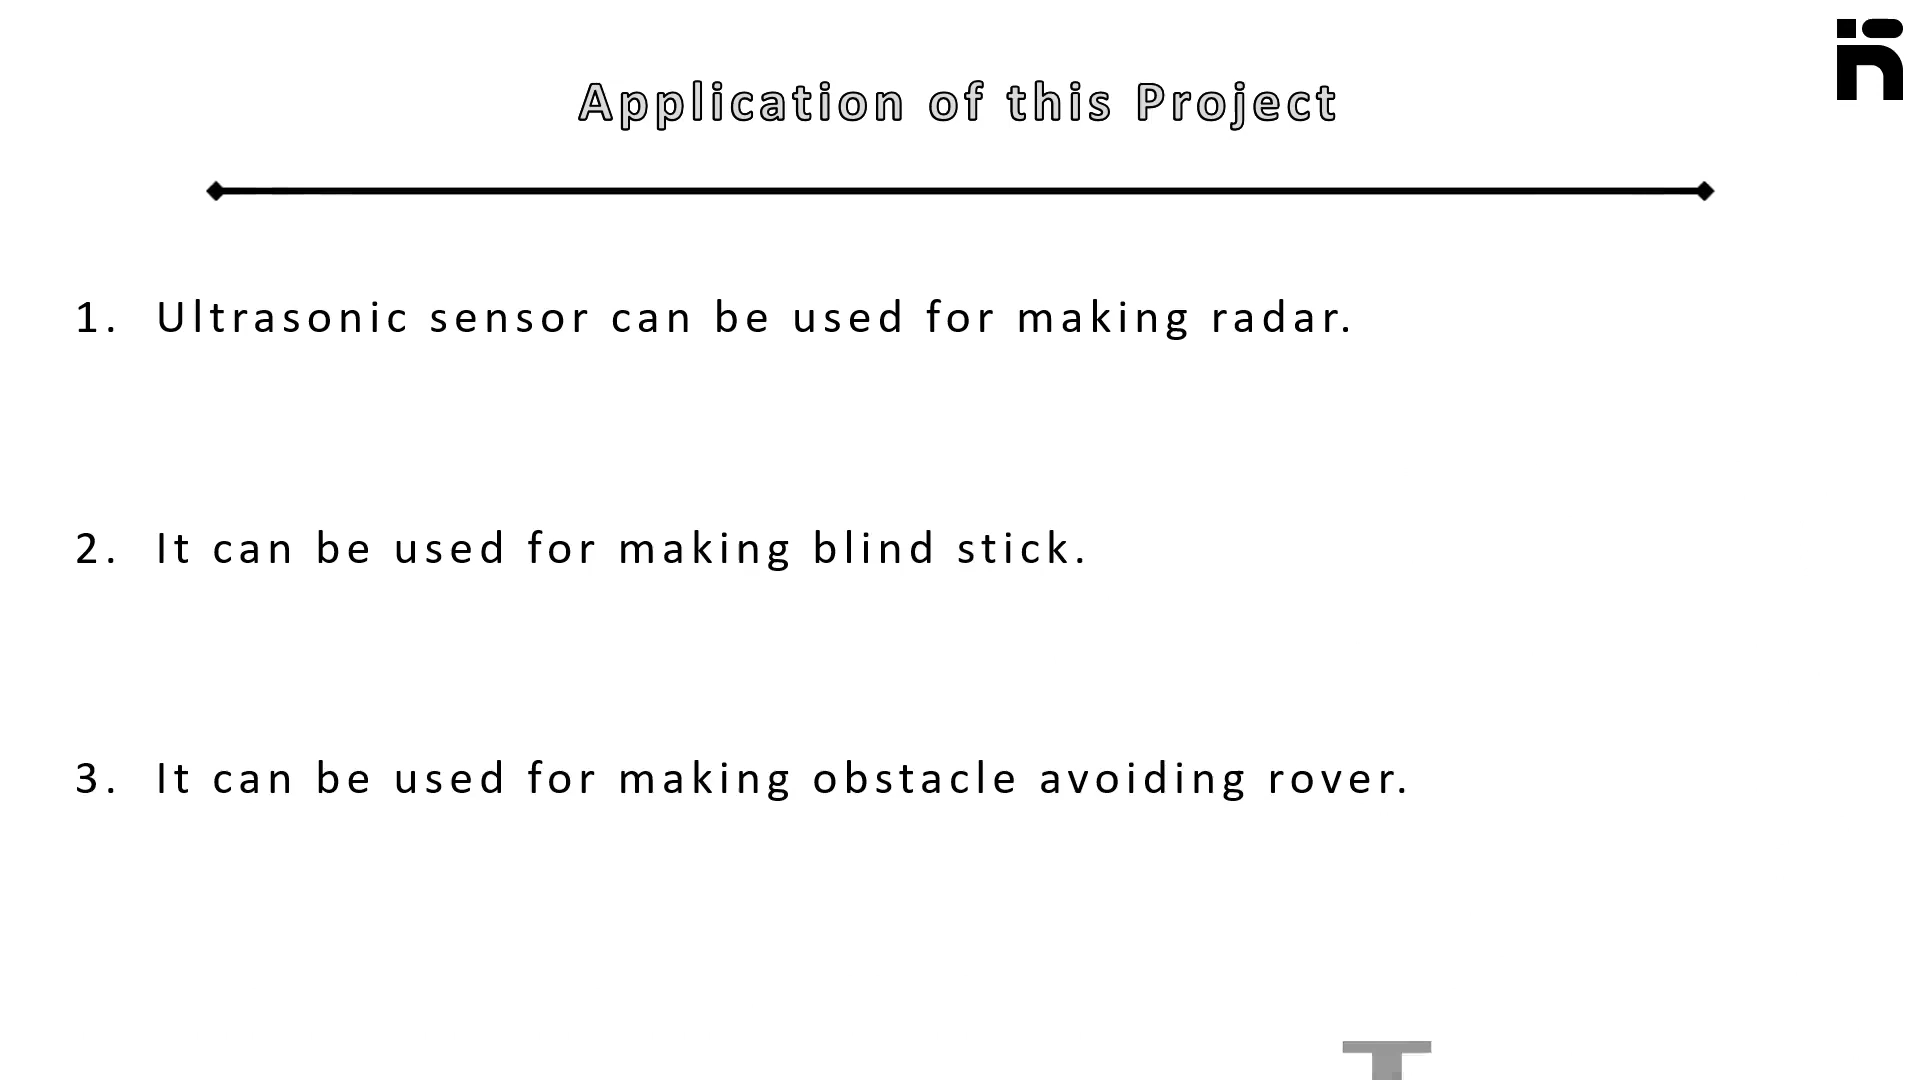 Application of this Project
1. Ultrasonic sensor can be used for making radar.
2. It can be used for making blind stick.
3. It can be used for making obstacle avoiding rover.